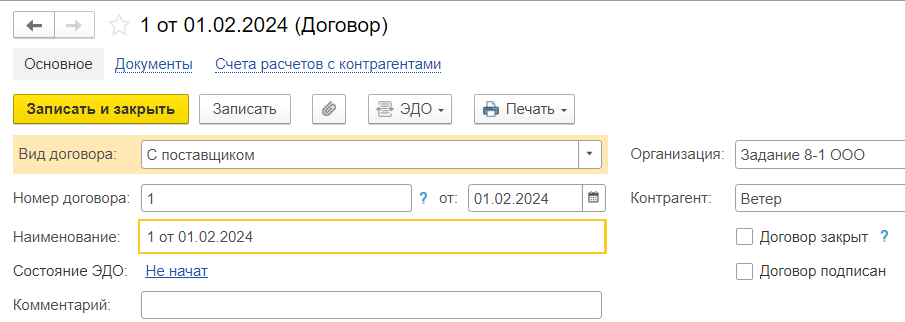 1 от 01.02.2024 (Договор)
Основное Документы Счета расчетов с контрагентами
Записать и закрыть Записать ЭДО Печать
Вид договора: С поставщиком Организация: Задание 8-1 ООО
Номер договора: 1 ? от: 01.02.2024 Контрагент: Ветер
Наименование: 1 от 01.02.2024 Договор закрыт ?
Состояние ЭДО: Не начат Договор подписан
Комментарий: